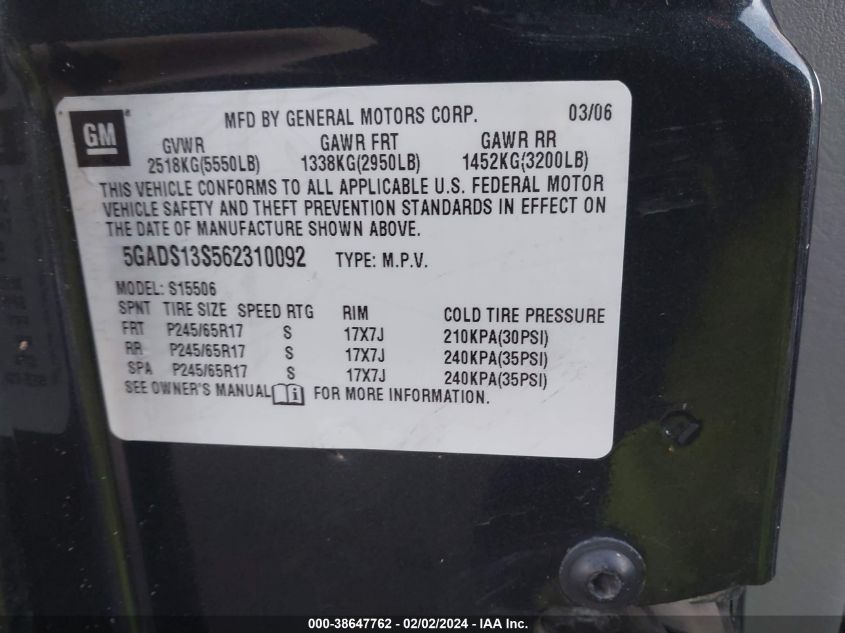 GM
MFD BY GENERAL MOTORS CORP. 03/06
GVWR GAWR FRT GAWR RR
2518KG(5550LB) 1338KG(2950LB) 1452KG(3200LB)
THIS VEHICLE CONFORMS TO ALL APPLICABLE U.S. FEDERAL MOTOR
VEHICLE SAFETY AND THEFT PREVENTION STANDARDS IN EFFECT ON
THE DATE OF MANUFACTURE SHOWN ABOVE.
5GADS13S562310092 TYPE: M.P.V.
MODEL: S15506
SPNT TIRE SIZE SPEED RTG RIM COLD TIRE PRESSURE
FRT P245/65R17 S 17X7J 210KPA(30PSI)
RR P245/65R17 S 17X7J 240KPA(35PSI)
SPA P245/65R17 S 17X7J 240KPA(35PSI)
SEE OWNER'S MANUAL i FOR MORE INFORMATION.
000-38647762 - 02/02/2024 - IAA Inc.